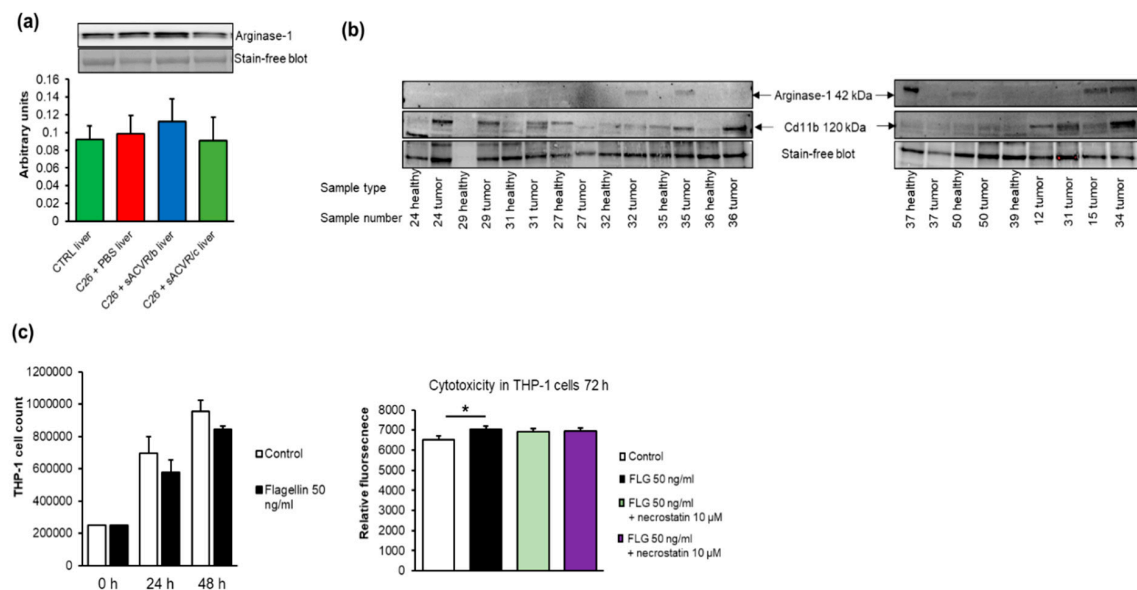 (a)
Arginase-1
Stain-free blot
0.16
0.14
0.12
0.1
0.08
0.06
0.04
0.02
0
Arbitrary units
CTRL liver
C26 + PBS liver
C26 + sACVR/b liver
C26 + sACVR/c liver
(b)
Arginase-1 42 kDa
Cd11b 120 kDa
Stain-free blot
Sample type
Sample number
24 healthy
24 tumor
29 healthy
29 tumor
31 healthy
31 tumor
27 healthy
27 tumor
32 healthy
32 tumor
35 healthy
35 tumor
36 healthy
36 tumor
37 healthy
37 tumor
50 healthy
50 tumor
39 healthy
12 tumor
31 tumor
15 tumor
34 tumor
(c)
THP-1 cell count
1200000
1000000
800000
600000
400000
200000
0
0 h
24 h
48 h
Control
Flagellin 50
ng/ml
Cytotoxicity in THP-1 cells 72 h
Relative fluorsecnece
8000
7000
6000
5000
4000
3000
2000
1000
0
*
Control
FLG 50 ng/ml
FLG 50 ng/ml
+ necrostatin 10 µM
FLG 50 ng/ml
+ necrostatin 10 µM